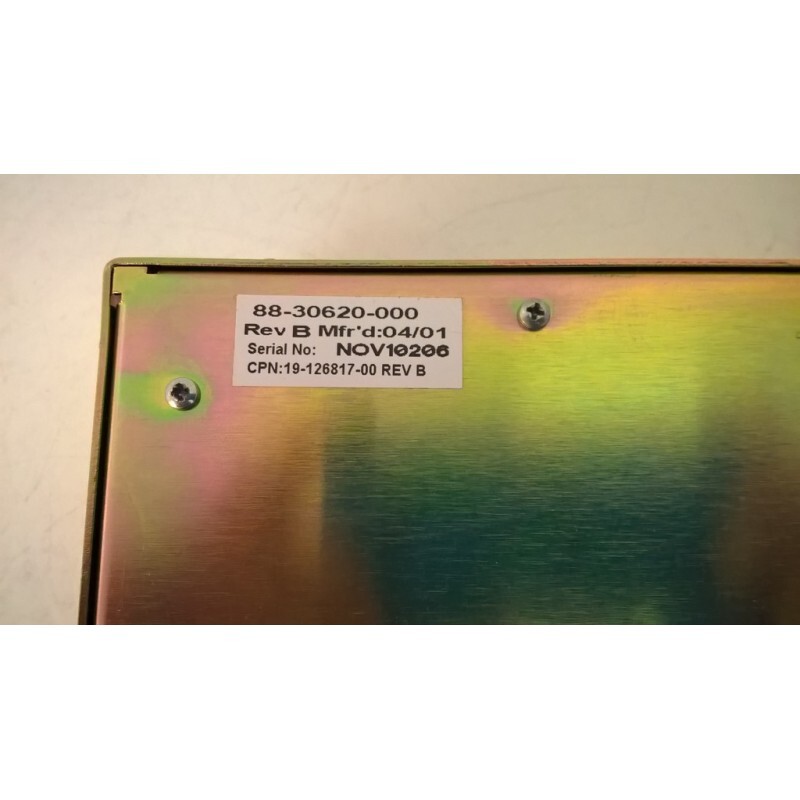 88-30620-000
Rev B Mfr'd:04/01
Serial No: NOV10206
CPN:19-126817-00 REV B